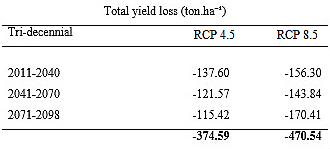 Total yield loss (ton.ha⁻¹)
Tri-decennial RCP 4.5 RCP 8.5
2011-2040 -137.60 -156.30
2041-2070 -121.57 -143.84
2071-2098 -115.42 -170.41
-374.59 -470.54